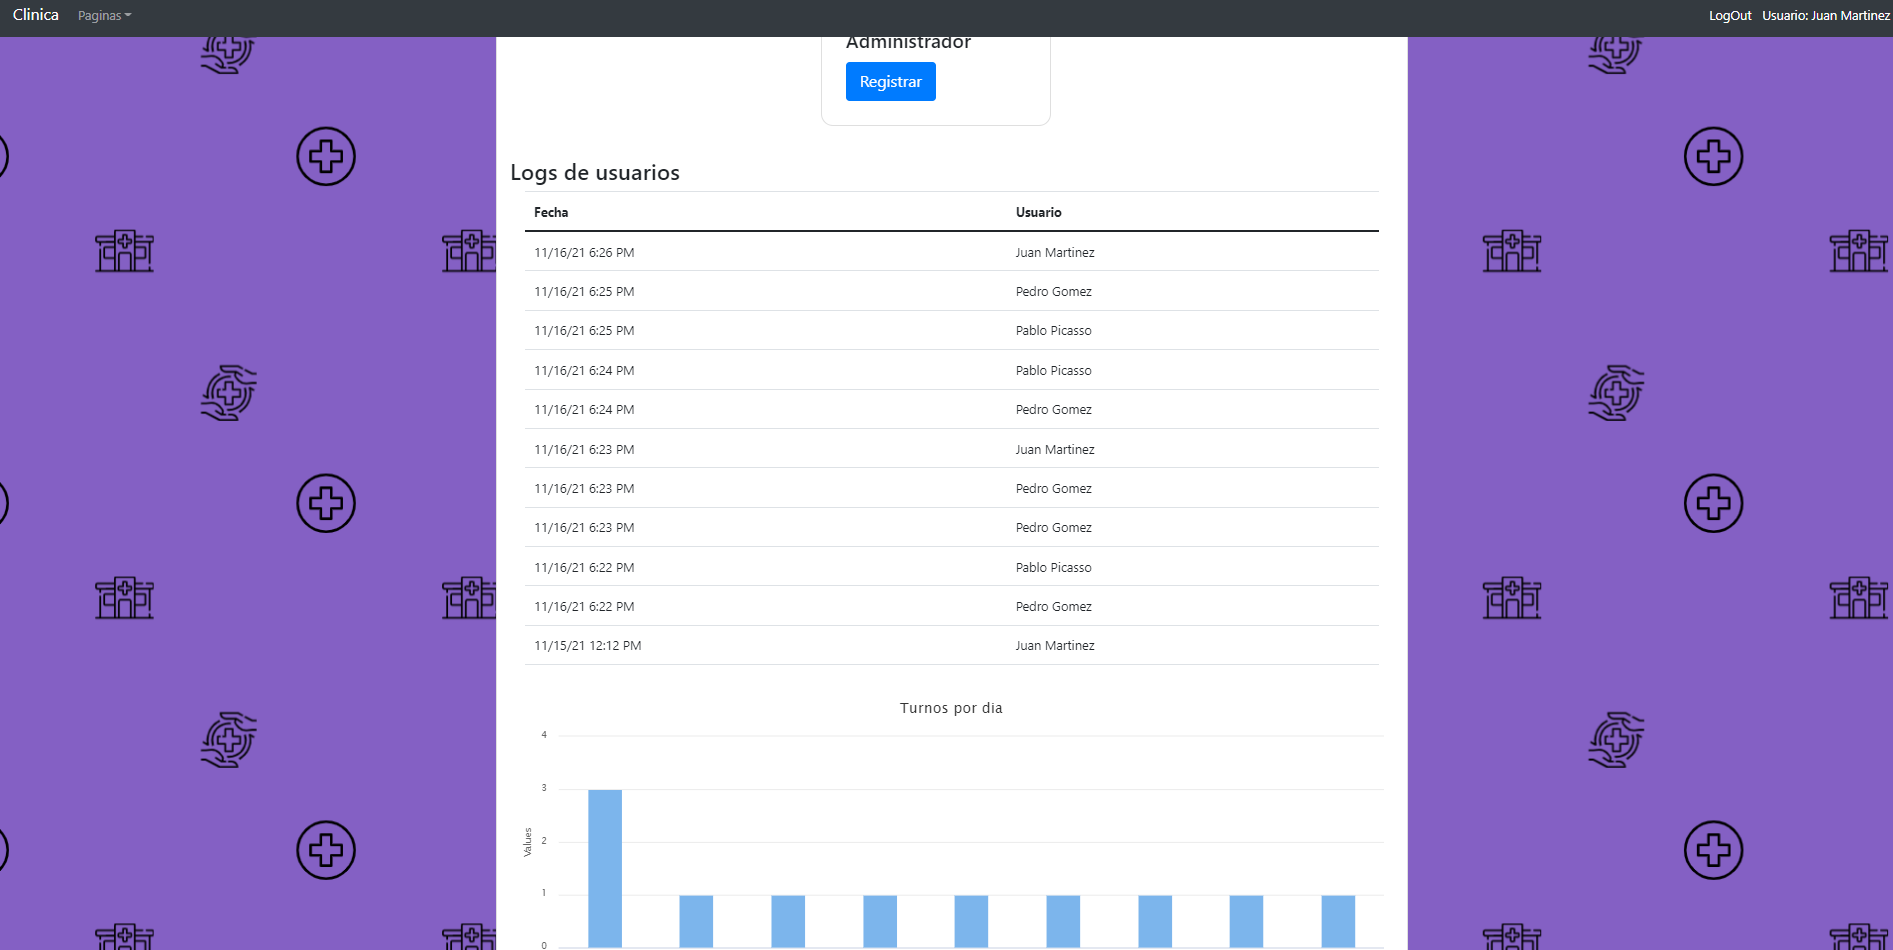 Clinica Paginas LogOut Usuario: Juan Martinez
Administrador
Registrar
Logs de usuarios
Fecha Usuario
11/16/21 6:26 PM Juan Martinez
11/16/21 6:25 PM Pedro Gomez
11/16/21 6:25 PM Pablo Picasso
11/16/21 6:24 PM Pablo Picasso
11/16/21 6:24 PM Pedro Gomez
11/16/21 6:23 PM Juan Martinez
11/16/21 6:23 PM Pedro Gomez
11/16/21 6:23 PM Pedro Gomez
11/16/21 6:22 PM Pablo Picasso
11/16/21 6:22 PM Pedro Gomez
11/15/21 12:12 PM Juan Martinez
Turnos por dia
4
3
Values
2
1
0